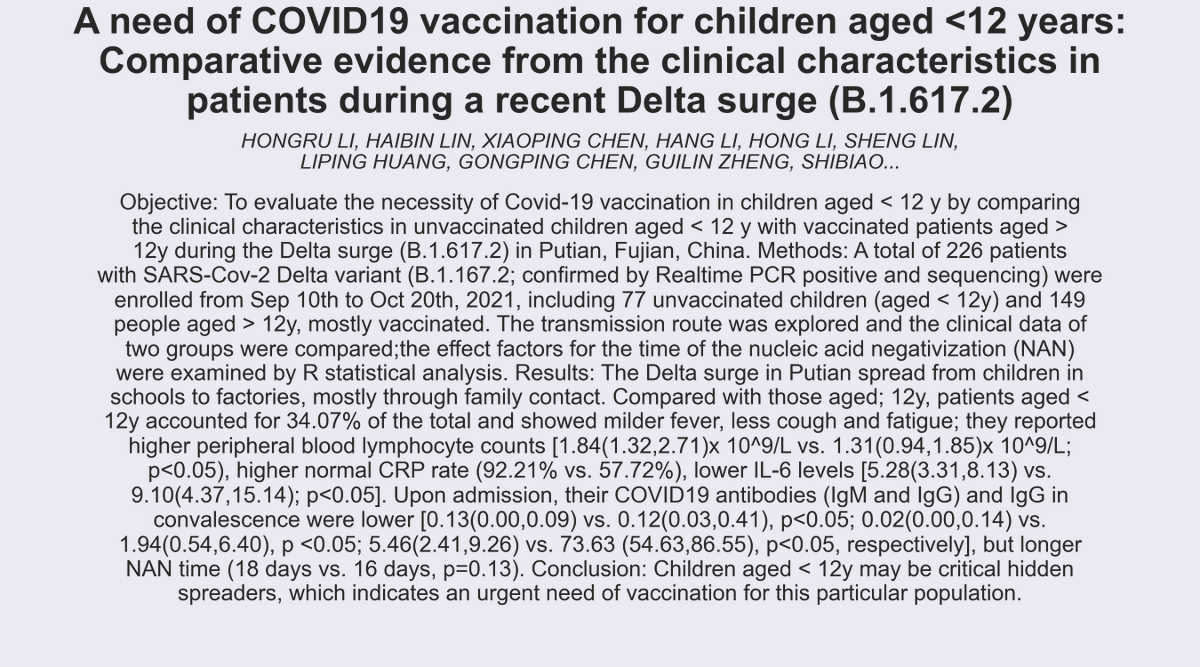 A need of COVID19 vaccination for children aged <12 years:
Comparative evidence from the clinical characteristics in
patients during a recent Delta surge (B.1.617.2)
HONGRU LI, HAIBIN LIN, XIAOPING CHEN, HANG LI, HONG LI, SHENG LIN,
LIPING HUANG, GONGPING CHEN, GUILIN ZHENG, SHIBIAO...
Objective: To evaluate the necessity of Covid-19 vaccination in children aged < 12 y by comparing
the clinical characteristics in unvaccinated children aged < 12 y with vaccinated patients aged >
12y during the Delta surge (B.1.617.2) in Putian, Fujian, China. Methods: A total of 226 patients
with SARS-Cov-2 Delta variant (B.1.167.2; confirmed by Realtime PCR positive and sequencing) were
enrolled from Sep 10th to Oct 20th, 2021, including 77 unvaccinated children (aged < 12y) and 149
people aged > 12y, mostly vaccinated. The transmission route was explored and the clinical data of
two groups were compared;the effect factors for the time of the nucleic acid negativization (NAN)
were examined by R statistical analysis. Results: The Delta surge in Putian spread from children in
schools to factories, mostly through family contact. Compared with those aged; 12y, patients aged <
12y accounted for 34.07% of the total and showed milder fever, less cough and fatigue; they reported
higher peripheral blood lymphocyte counts [1.84(1.32,2.71)x 10^9/L vs. 1.31(0.94,1.85)x 10^9/L;
p<0.05), higher normal CRP rate (92.21% vs. 57.72%), lower IL-6 levels [5.28(3.31,8.13) vs.
9.10(4.37,15.14); p<0.05]. Upon admission, their COVID19 antibodies (IgM and IgG) and IgG in
convalescence were lower [0.13(0.00,0.09) vs. 0.12(0.03,0.41), p<0.05; 0.02(0.00,0.14) vs.
1.94(0.54,6.40), p <0.05; 5.46(2.41,9.26) vs. 73.63 (54.63,86.55), p<0.05, respectively], but longer
NAN time (18 days vs. 16 days, p=0.13). Conclusion: Children aged < 12y may be critical hidden
spreaders, which indicates an urgent need of vaccination for this particular population.